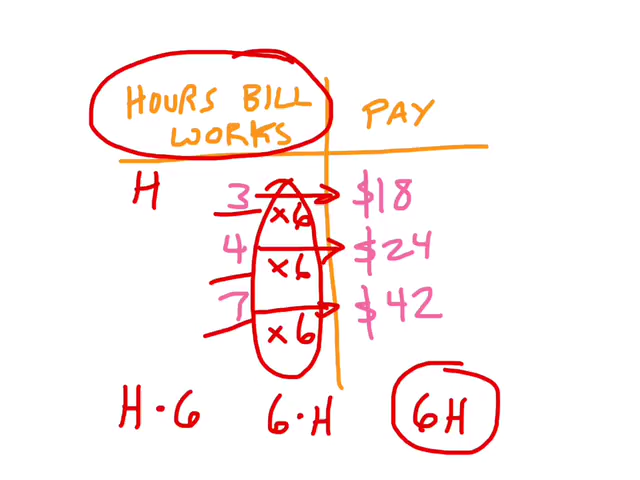 HOURS BILL WORKS PAY
H 3 ×6 $18
4 ×6 $24
7 ×6 $42
H · 6 6 · H 6H